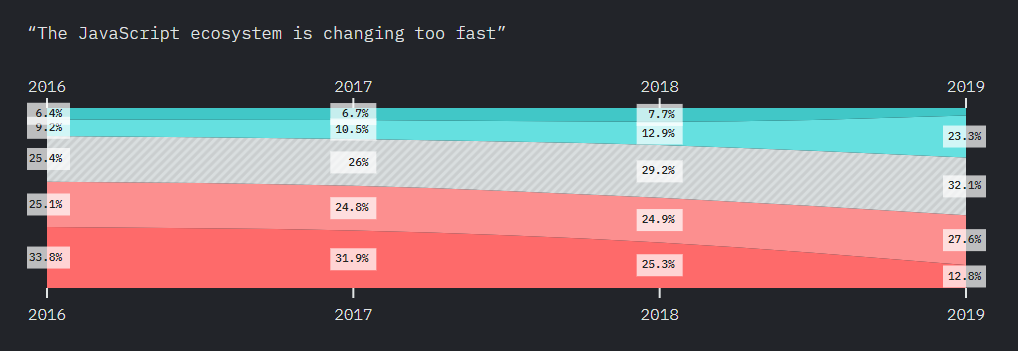 “The JavaScript ecosystem is changing too fast”
2016 2017 2018 2019
6.4% 6.7% 7.7%
9.2% 10.5% 12.9% 23.3%
25.4% 26% 29.2% 32.1%
25.1% 24.8% 24.9% 27.6%
33.8% 31.9% 25.3% 12.8%
2016 2017 2018 2019